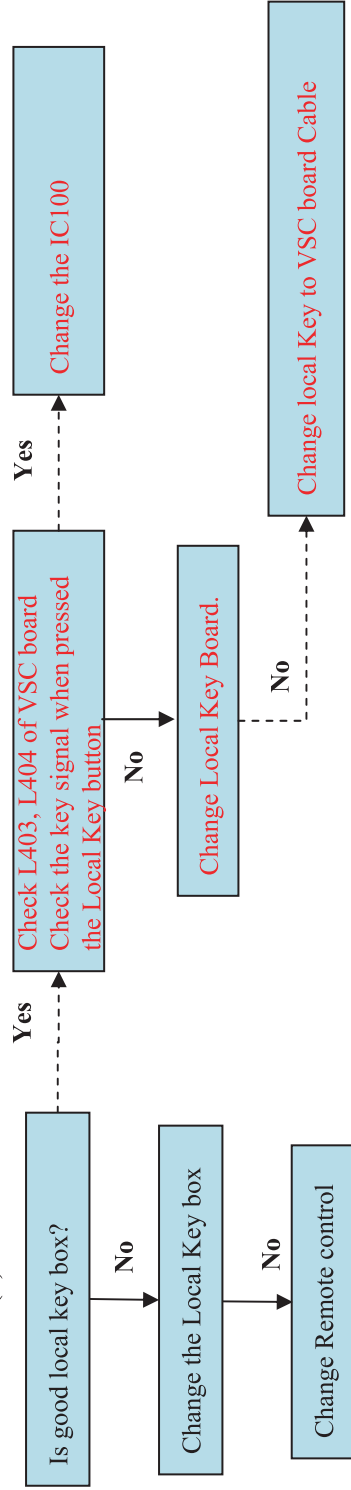 Is good local key box?
Yes
Check L403, L404 of VSC board
Check the key signal when pressed
the Local Key button
Yes
Change the IC100
No
Change the Local Key box
No
Change Local Key Board.
No
Change Remote control
Change local Key to VSC board Cable